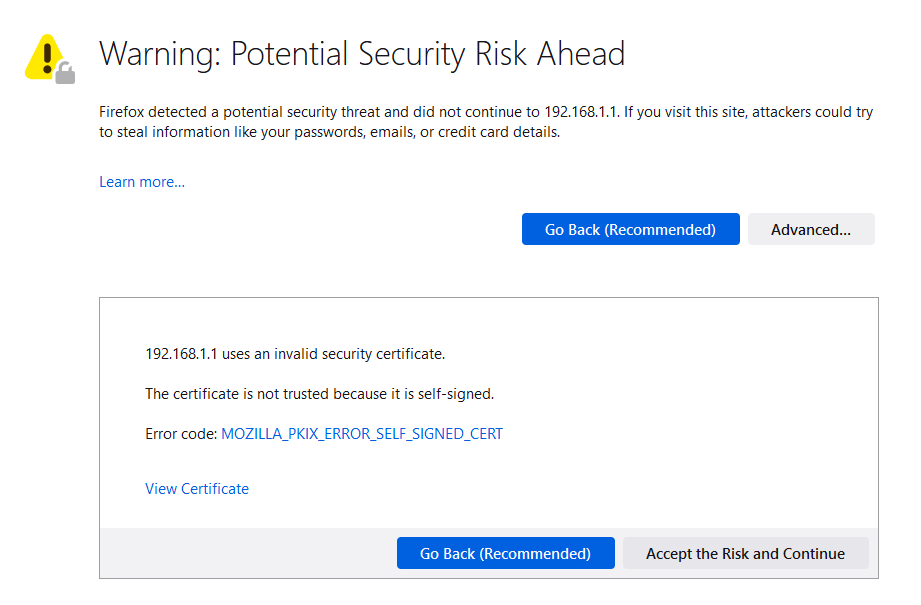 Warning: Potential Security Risk Ahead
Firefox detected a potential security threat and did not continue to 192.168.1.1. If you visit this site, attackers could try
to steal information like your passwords, emails, or credit card details.
Learn more...
Go Back (Recommended)
Advanced...
192.168.1.1 uses an invalid security certificate.
The certificate is not trusted because it is self-signed.
Error code: MOZILLA_PKIX_ERROR_SELF_SIGNED_CERT
View Certificate
Go Back (Recommended)
Accept the Risk and Continue